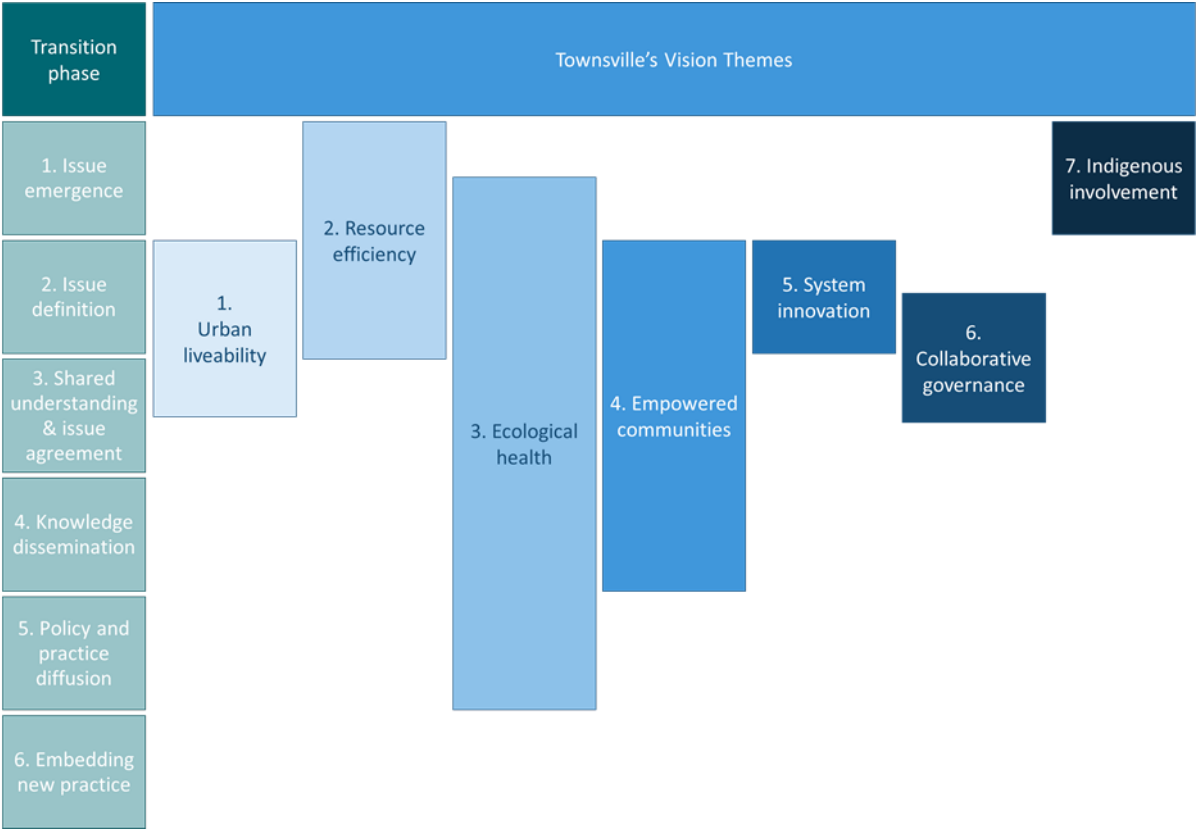 Transition
phase
Townsville's Vision Themes
1. Issue
emergence
2. Issue
definition
3. Shared
understanding
& issue
agreement
4. Knowledge
dissemination
5. Policy and
practice
diffusion
6. Embedding
new practice
1.
Urban
liveability
2. Resource
efficiency
3. Ecological
health
4. Empowered
communities
5. System
innovation
6.
Collaborative
governance
7. Indigenous
involvement